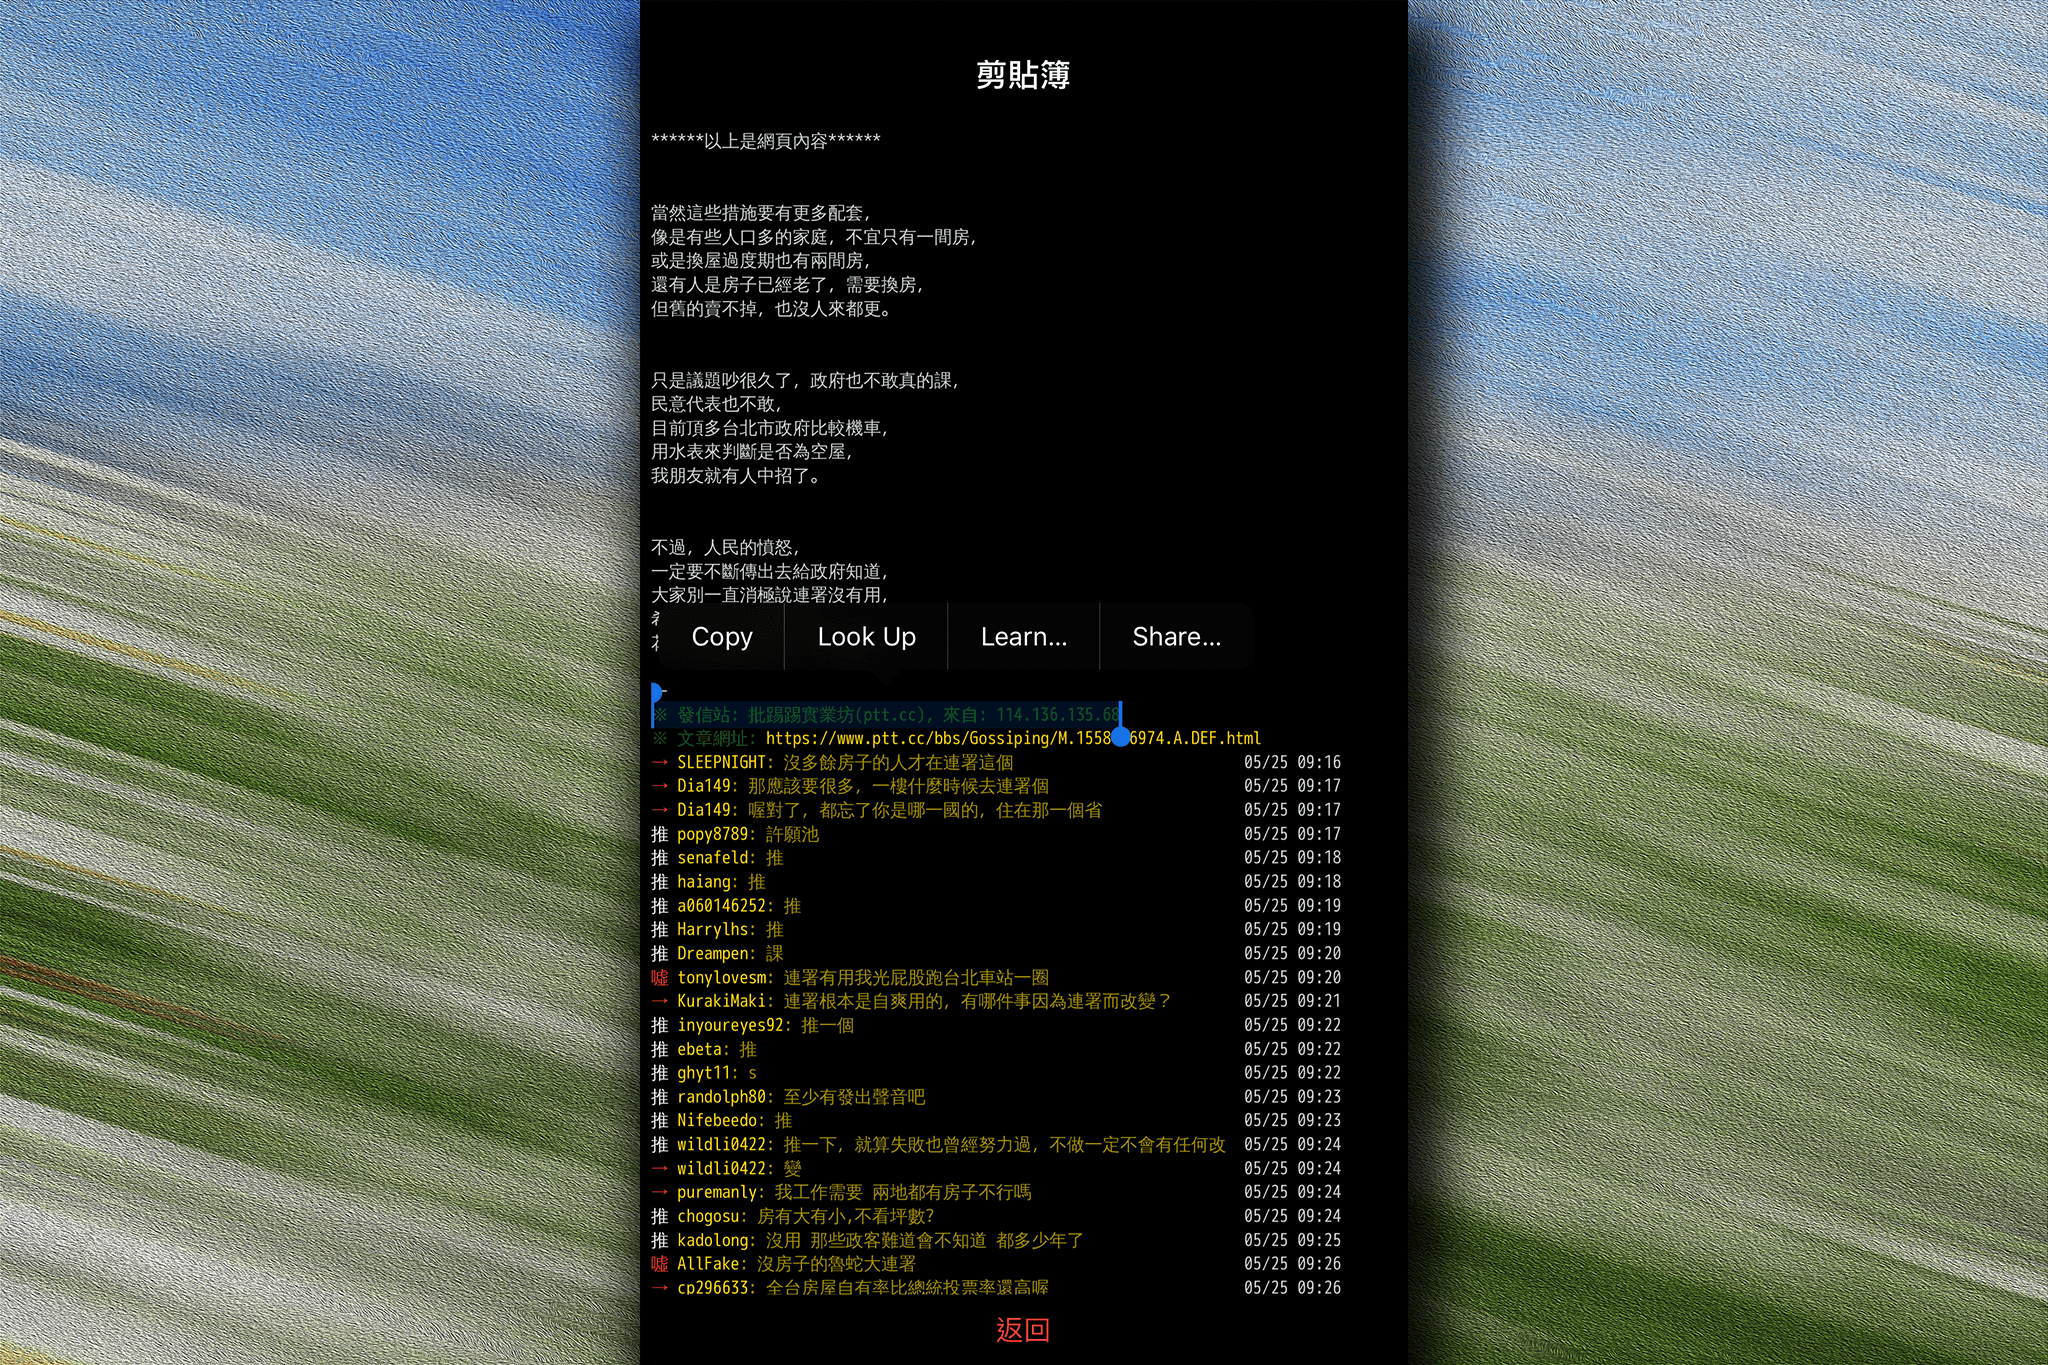 剪貼簿
******以上是網頁內容******
當然這些措施要有更多配套,
像是有些人口多的家庭, 不宜只有一間房,
或是換屋過度期也有兩間房,
還有人是房子已經老了, 需要換房,
但舊的賣不掉, 也沒人來都更。
只是議題吵很久了, 政府也不敢真的課,
民意代表也不敢,
目前頂多台北市政府比較機車,
用水表來判斷是否為空屋,
我朋友就有人中招了。
不過, 人民的憤怒,
一定要不斷傳出去給政府知道,
大家別一直消極說連署沒有用,
Copy Look Up Learn... Share...
※ 發信站: 批踢踢實業坊(ptt.cc), 來自: 114.136.135.68
※ 文章網址: https://www.ptt.cc/bbs/Gossiping/M.1558 6974.A.DEF.html
→ SLEEPNIGHT: 沒多餘房子的人才在連署這個 05/25 09:16
→ Dia149: 那應該要很多, 一樓什麼時候去連署個 05/25 09:17
→ Dia149: 喔對了, 都忘了你是哪一國的, 住在那一個省 05/25 09:17
推 popy8789: 許願池 05/25 09:17
推 senafeld: 推 05/25 09:18
推 haiang: 推 05/25 09:18
推 a060146252: 推 05/25 09:19
推 Harrylhs: 推 05/25 09:19
推 Dreampen: 課 05/25 09:20
噓 tonylovesm: 連署有用我光屁股跑台北車站一圈 05/25 09:20
→ KurakiMaki: 連署根本是自爽用的, 有哪件事因為連署而改變？ 05/25 09:21
推 inyoureyes92: 推一個 05/25 09:22
推 ebeta: 推 05/25 09:22
推 ghyt11: s 05/25 09:22
推 randolph80: 至少有發出聲音吧 05/25 09:23
推 Nifebeedo: 推 05/25 09:23
推 wildli0422: 推一下, 就算失敗也曾經努力過, 不做一定不會有任何改 05/25 09:24
→ wildli0422: 變 05/25 09:24
→ puremanly: 我工作需要 兩地都有房子不行嗎 05/25 09:24
推 chogosu: 房有大有小,不看坪數? 05/25 09:24
推 kadolong: 沒用 那些政客難道會不知道 都多少年了 05/25 09:25
噓 AllFake: 沒房子的魯蛇大連署 05/25 09:26
→ cp296633: 全台房屋自有率比總統投票率還高喔 05/25 09:26
返回